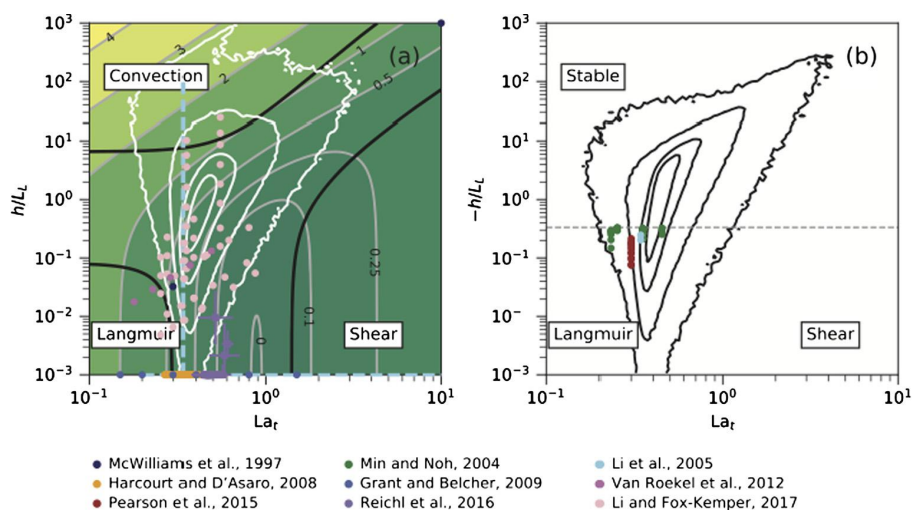 10³
10²
10¹
10⁰
10⁻¹
10⁻²
10⁻³
h/L_L
4
3
2
1
0.5
0.25
0.1
0
(a)
Convection
Langmuir
Shear
10⁻¹
10⁰
10¹
La_t
10³
10²
10¹
10⁰
10⁻¹
10⁻²
10⁻³
−h/L_L
(b)
Stable
Langmuir
Shear
10⁻¹
10⁰
10¹
La_t
McWilliams et al., 1997
Harcourt and D'Asaro, 2008
Pearson et al., 2015
Min and Noh, 2004
Grant and Belcher, 2009
Reichl et al., 2016
Li et al., 2005
Van Roekel et al., 2012
Li and Fox-Kemper, 2017